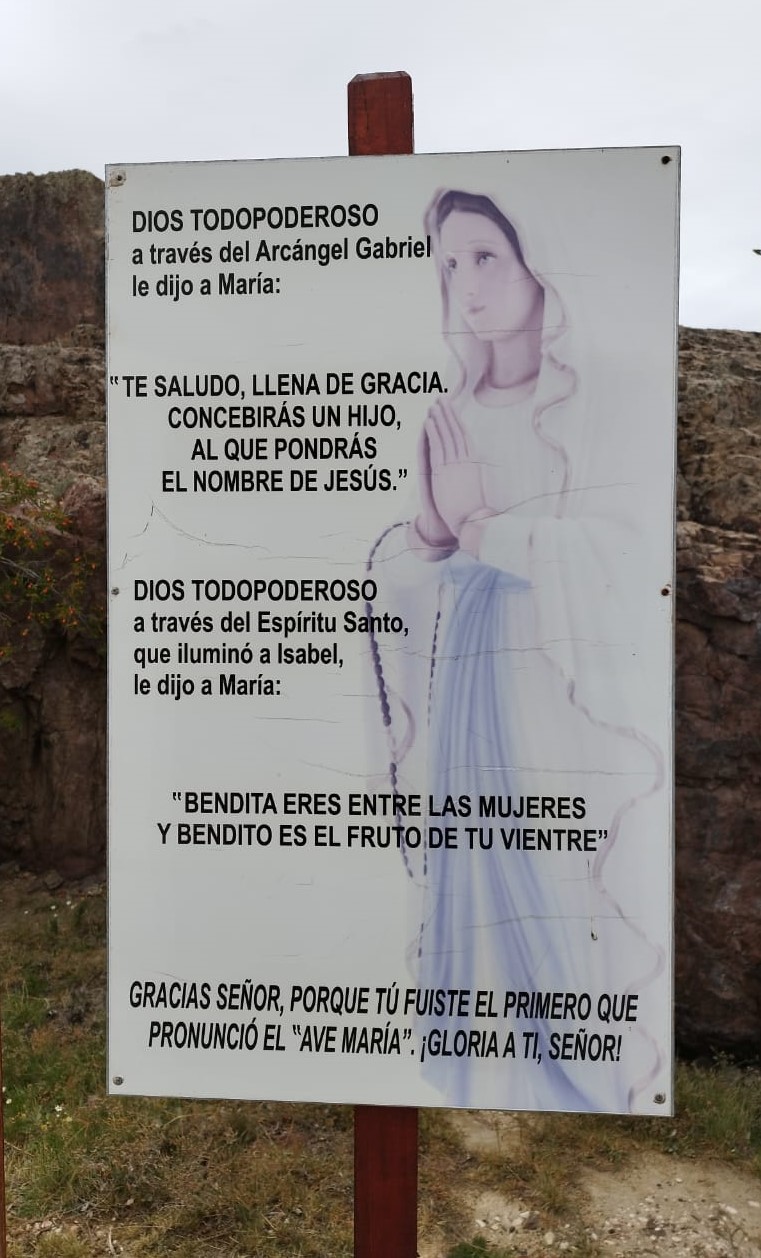 DIOS TODOPODEROSO
a través del Arcángel Gabriel
le dijo a María:
"TE SALUDO, LLENA DE GRACIA.
CONCEBIRÁS UN HIJO,
AL QUE PONDRÁS
EL NOMBRE DE JESÚS."
DIOS TODOPODEROSO
a través del Espíritu Santo,
que iluminó a Isabel,
le dijo a María:
"BENDITA ERES ENTRE LAS MUJERES
Y BENDITO ES EL FRUTO DE TU VIENTRE"
GRACIAS SEÑOR, PORQUE TÚ FUISTE EL PRIMERO QUE
PRONUNCIÓ EL "AVE MARÍA". ¡GLORIA A TI, SEÑOR!